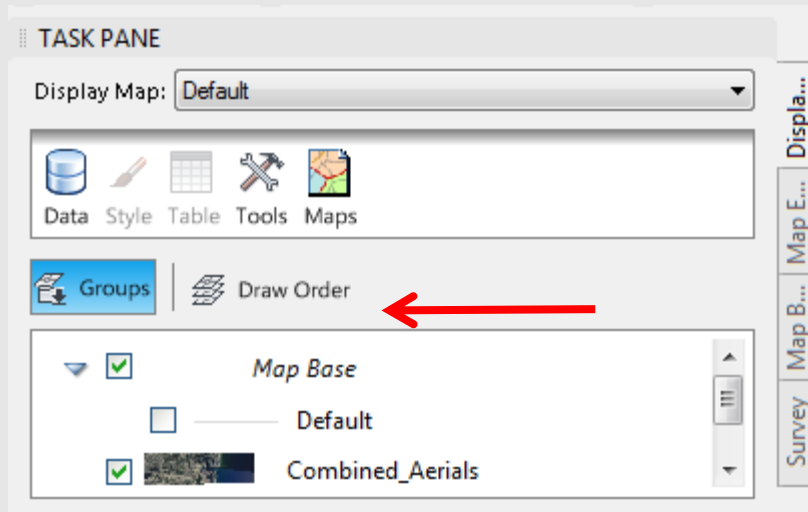 TASK PANE
Display Map: Default
Data Style Table Tools Maps
Groups Draw Order
Map Base
Default
Combined_Aerials
Displa...
Map E...
Map B...
Survey